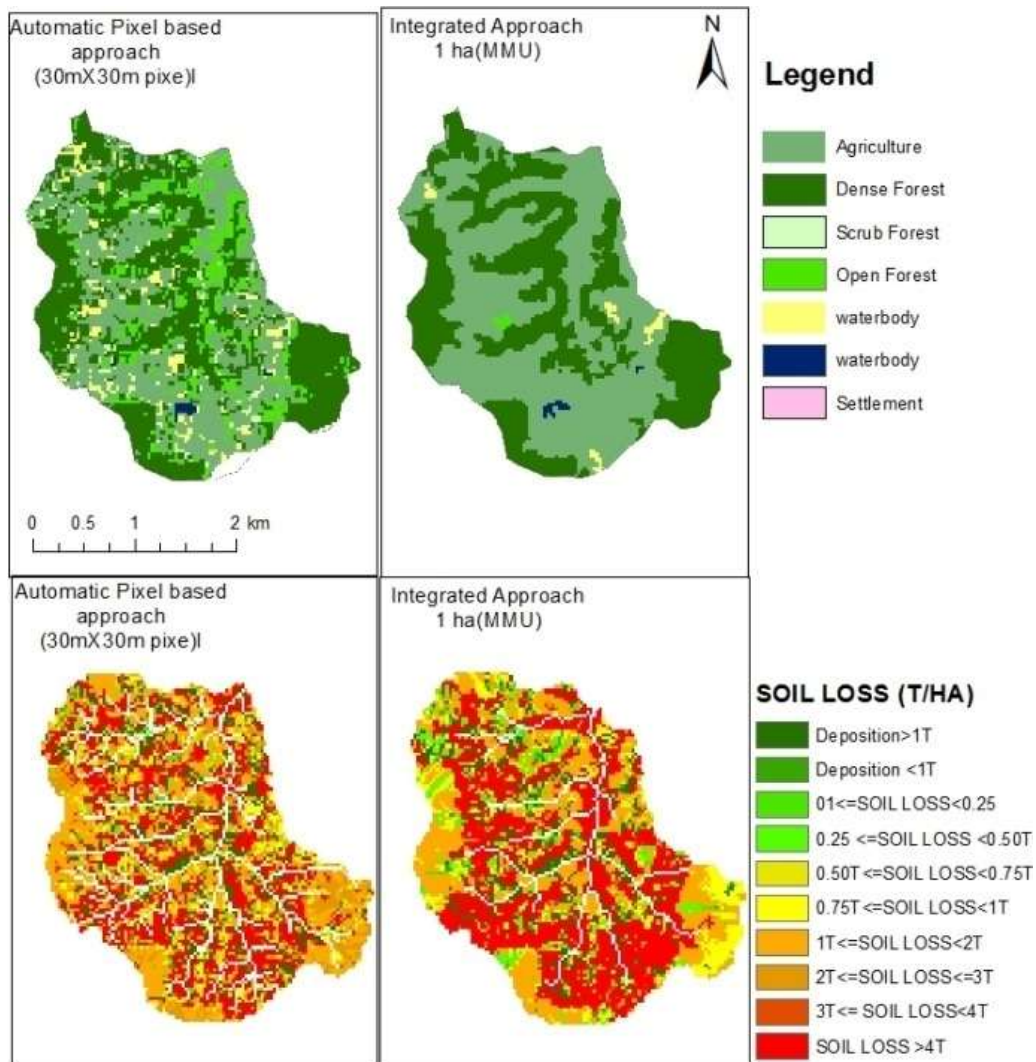 Automatic Pixel based
approach
(30mX30m pixe)l
Integrated Approach
1 ha(MMU)
N
Legend
Agriculture
Dense Forest
Scrub Forest
Open Forest
waterbody
waterbody
Settlement
0 0.5 1 2 km
Automatic Pixel based
approach
(30mX30m pixe)l
Integrated Approach
1 ha(MMU)
SOIL LOSS (T/HA)
Deposition>1T
Deposition <1T
01<=SOIL LOSS<0.25
0.25 <=SOIL LOSS <0.50T
0.50T <=SOIL LOSS<0.75T
0.75T <=SOIL LOSS<1T
1T<=SOIL LOSS<2T
2T<=SOIL LOSS<=3T
3T<= SOIL LOSS<4T
SOIL LOSS >4T